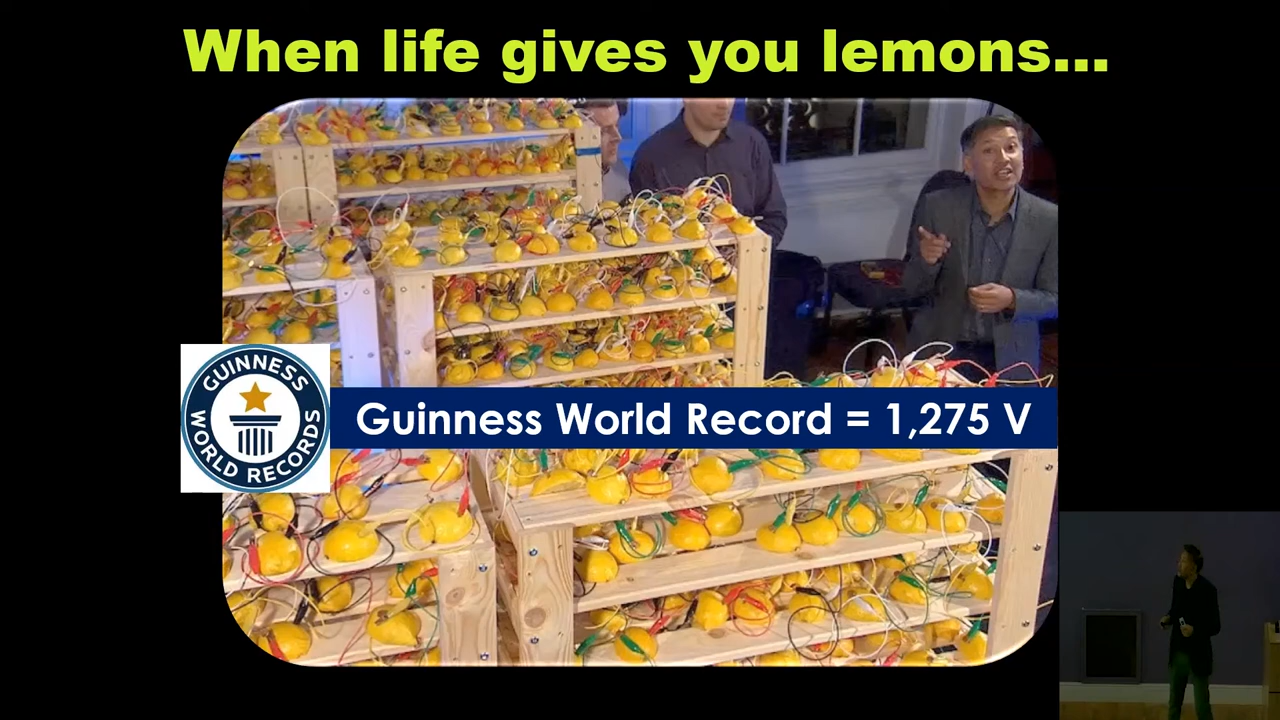 When life gives you lemons...
GUINNESS
WORLD RECORDS
Guinness World Record = 1,275 V